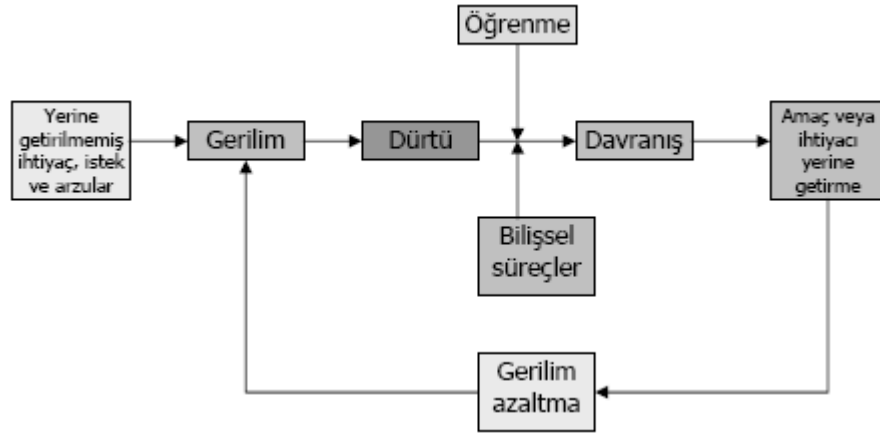 Öğrenme
Yerine
getirilmemiş
ihtiyaç, istek
ve arzular
Gerilim
Dürtü
Davranış
Amaç veya
ihtiyacı
yerine
getirme
Bilişsel
süreçler
Gerilim
azaltma